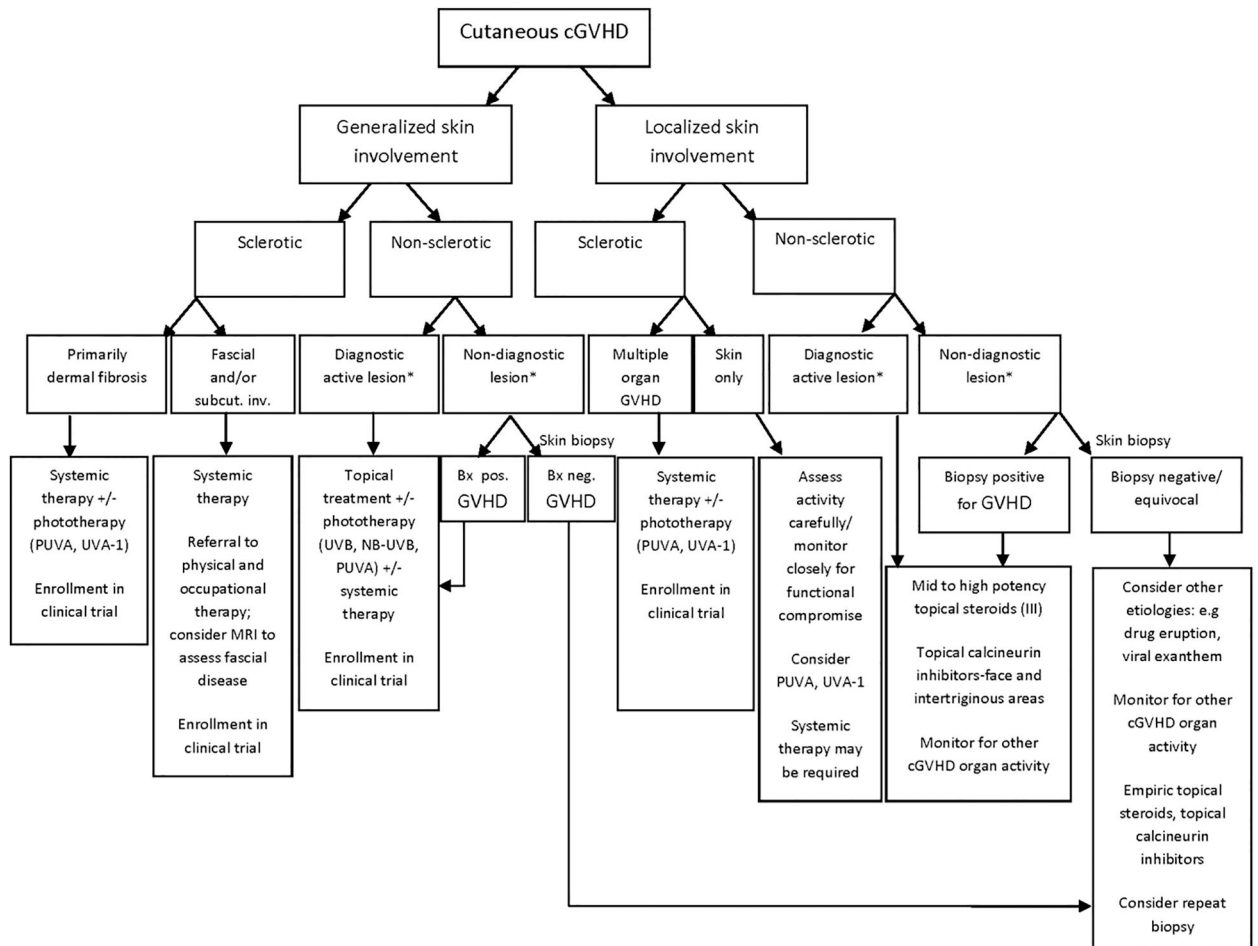 Cutaneous cGVHD
Generalized skin
involvement
Localized skin
involvement
Sclerotic
Non-sclerotic
Sclerotic
Non-sclerotic
Primarily
dermal fibrosis
Fascial
and/or
subcut. inv.
Diagnostic
active lesion*
Non-diagnostic
lesion*
Multiple
organ
GVHD
Skin
only
Diagnostic
active lesion*
Non-diagnostic
lesion*
Skin biopsy
Skin biopsy
Systemic
therapy +/-
phototherapy
(PUVA, UVA-1)
Enrollment in
clinical trial
Systemic
therapy
Referral to
physical and
occupational
therapy;
consider MRI to
assess fascial
disease
Enrollment in
clinical trial
Topical
treatment +/-
phototherapy
(UVB, NB-UVB,
PUVA) +/-
systemic
therapy
Enrollment in
clinical trial
Bx pos.
GVHD
Bx neg.
GVHD
Systemic
therapy +/-
phototherapy
(PUVA, UVA-1)
Enrollment in
clinical trial
Assess
activity
carefully/
monitor
closely for
functional
compromise
Consider
PUVA, UVA-1
Systemic
therapy may
be required
Biopsy positive
for GVHD
Biopsy negative/
equivocal
Mid to high potency
topical steroids (III)
Topical calcineurin
inhibitors-face and
intertriginous areas
Monitor for other
cGVHD organ activity
Consider other
etiologies: e.g
drug eruption,
viral exanthem
Monitor for other
cGVHD organ
activity
Empiric topical
steroids, topical
calcineurin
inhibitors
Consider repeat
biopsy